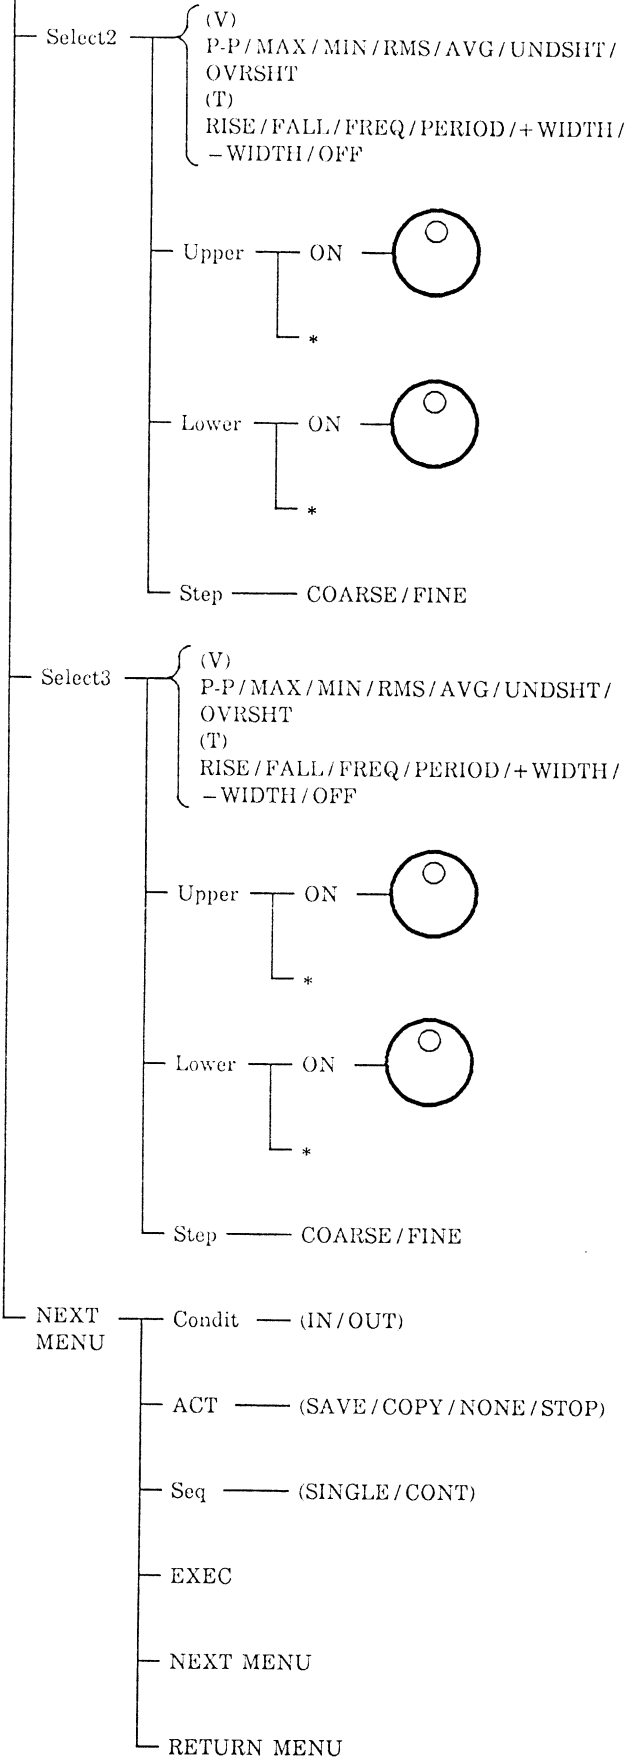 Select2
(V)
P-P/MAX/MIN/RMS/AVG/UNDSHT/
OVRSHT
(T)
RISE/FALL/FREQ/PERIOD/+WIDTH/
−WIDTH/OFF
Upper ON
*
Lower ON
*
Step COARSE/FINE
Select3
(V)
P-P/MAX/MIN/RMS/AVG/UNDSHT/
OVRSHT
(T)
RISE/FALL/FREQ/PERIOD/+WIDTH/
−WIDTH/OFF
Upper ON
*
Lower ON
*
Step COARSE/FINE
NEXT Condit (IN/OUT)
MENU
ACT (SAVE/COPY/NONE/STOP)
Seq (SINGLE/CONT)
EXEC
NEXT MENU
RETURN MENU